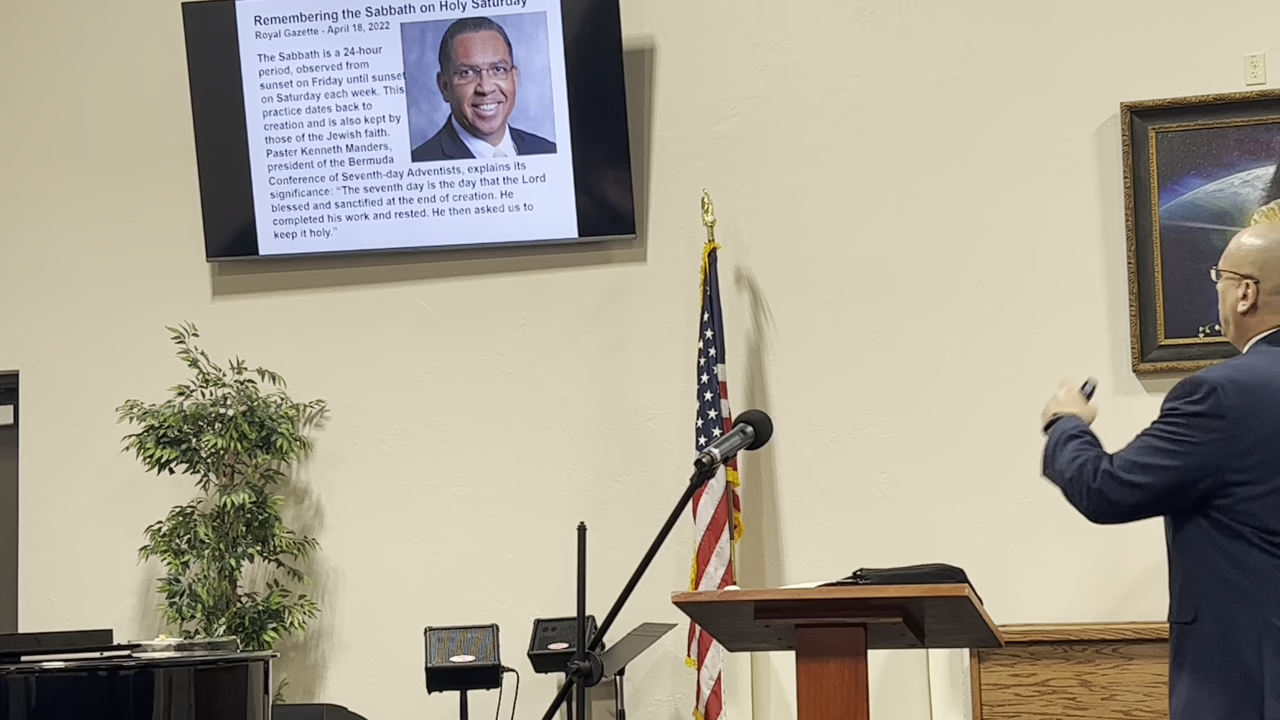 Remembering the Sabbath on Holy Saturday
Royal Gazette - April 18, 2022
The Sabbath is a 24-hour
period, observed from
sunset on Friday until sunset
on Saturday each week. This
practice dates back to
creation and is also kept by
those of the Jewish faith.
Paster Kenneth Manders,
president of the Bermuda
Conference of Seventh-day Adventists, explains its
significance: “The seventh day is the day that the Lord
blessed and sanctified at the end of creation. He
completed his work and rested. He then asked us to
keep it holy.”